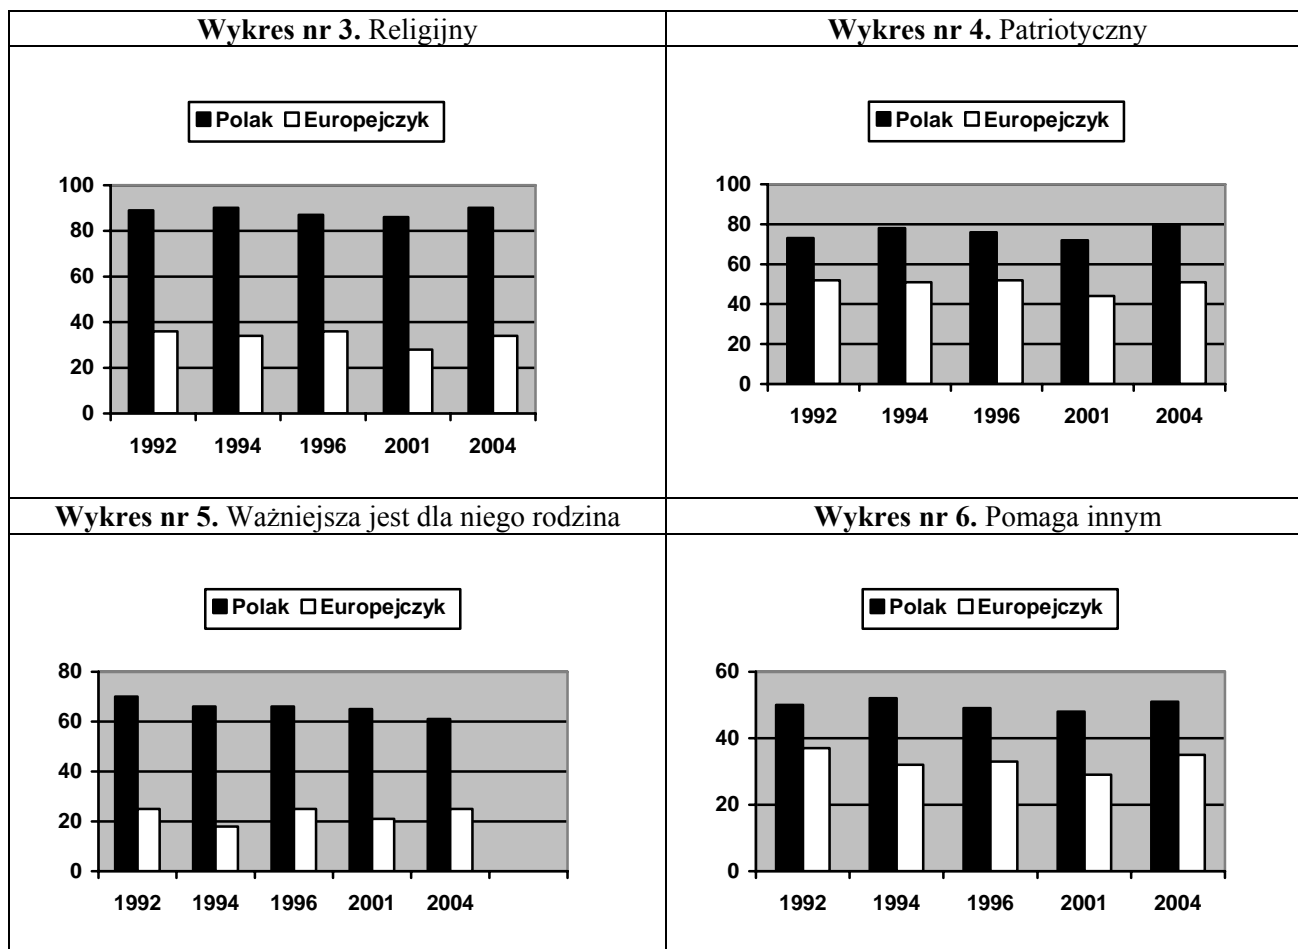 Wykres nr 3. Religijny
Polak Europejczyk
100
80
60
40
20
0
1992 1994 1996 2001 2004
Wykres nr 4. Patriotyczny
Polak Europejczyk
100
80
60
40
20
0
1992 1994 1996 2001 2004
Wykres nr 5. Ważniejsza jest dla niego rodzina
Polak Europejczyk
80
60
40
20
0
1992 1994 1996 2001 2004
Wykres nr 6. Pomaga innym
Polak Europejczyk
60
40
20
0
1992 1994 1996 2001 2004